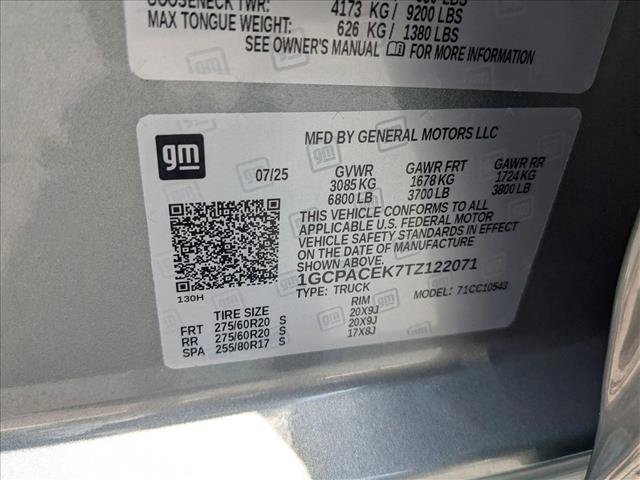 GOOSENECK TWR: 4173 KG / 9200 LBS
MAX TONGUE WEIGHT: 626 KG / 1380 LBS
SEE OWNER'S MANUAL FOR MORE INFORMATION
gm
MFD BY GENERAL MOTORS LLC
07/25 GVWR GAWR FRT GAWR RR
3085 KG 1678 KG 1724 KG
6800 LB 3700 LB 3800 LB
THIS VEHICLE CONFORMS TO ALL
APPLICABLE U.S. FEDERAL MOTOR
VEHICLE SAFETY STANDARDS IN EFFECT
ON THE DATE OF MANUFACTURE
SHOWN ABOVE.
1GCPACEK7TZ122071
130H
TYPE: TRUCK MODEL: 71CC10543
TIRE SIZE RIM
FRT 275/60R20 S 20X9J
RR 275/60R20 S 20X9J
SPA 255/80R17 S 17X8J